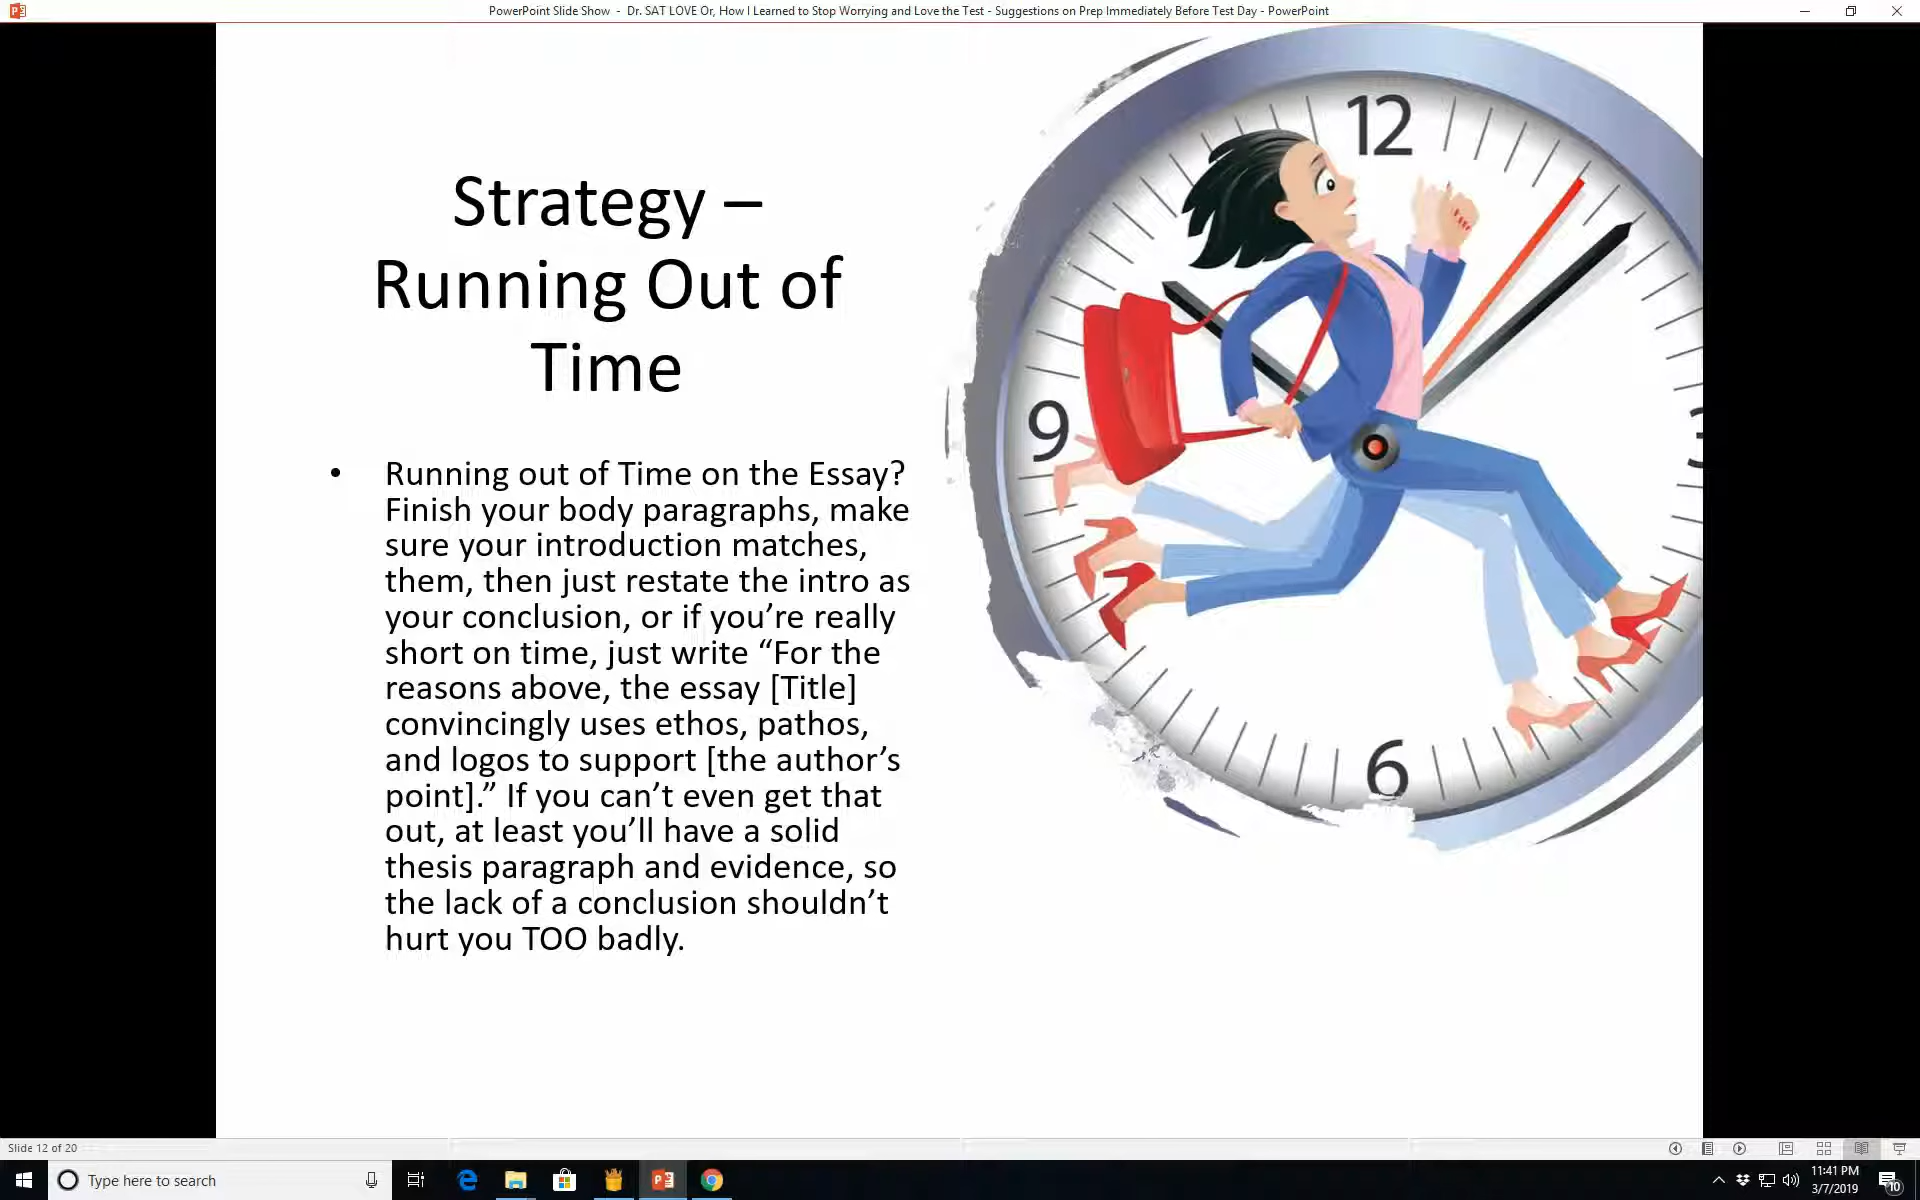 PowerPoint Slide Show - Dr. SAT LOVE Or, How I Learned to Stop Worrying and Love the Test - Suggestions on Prep Immediately Before Test Day - PowerPoint
Strategy –
Running Out of
Time
• Running out of Time on the Essay?
Finish your body paragraphs, make
sure your introduction matches,
them, then just restate the intro as
your conclusion, or if you’re really
short on time, just write “For the
reasons above, the essay [Title]
convincingly uses ethos, pathos,
and logos to support [the author’s
point].” If you can’t even get that
out, at least you’ll have a solid
thesis paragraph and evidence, so
the lack of a conclusion shouldn’t
hurt you TOO badly.
12
9
3
6
Slide 12 of 20
Type here to search
11:41 PM
3/7/2019
10